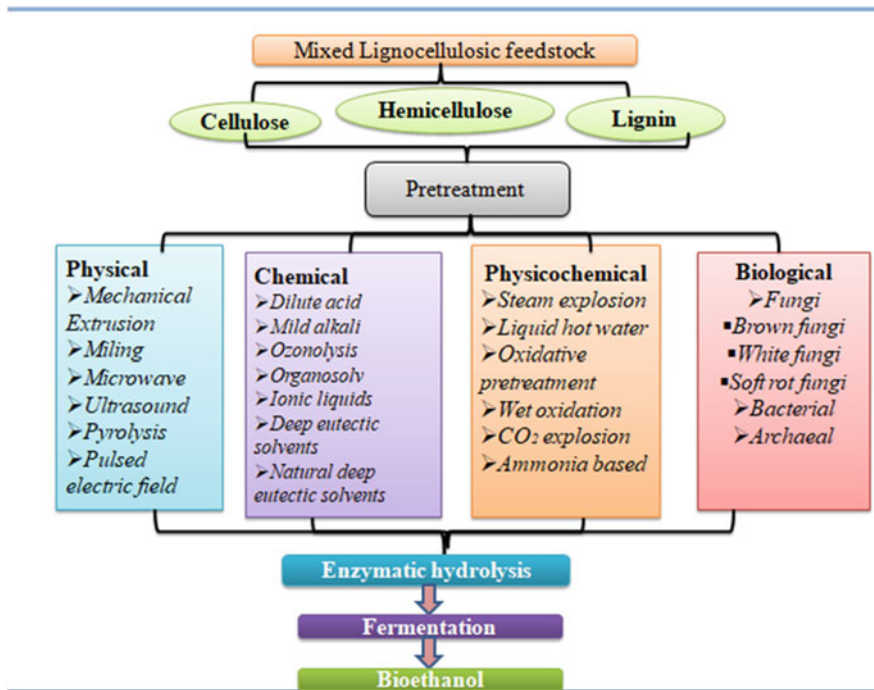 Mixed Lignocellulosic feedstock
Cellulose
Hemicellulose
Lignin
Pretreatment
Physical
➢Mechanical
Extrusion
➢Miling
➢Microwave
➢Ultrasound
➢Pyrolysis
➢Pulsed
electric field
Chemical
➢Dilute acid
➢Mild alkali
➢Ozonolysis
➢Organosolv
➢Ionic liquids
➢Deep eutectic
solvents
➢Natural deep
eutectic solvents
Physicochemical
➢Steam explosion
➢Liquid hot water
➢Oxidative
pretreatment
➢Wet oxidation
➢CO₂ explosion
➢Ammonia based
Biological
➢Fungi
▪Brown fungi
▪White fungi
▪Soft rot fungi
➢Bacterial
➢Archaeal
Enzymatic hydrolysis
Fermentation
Bioethanol